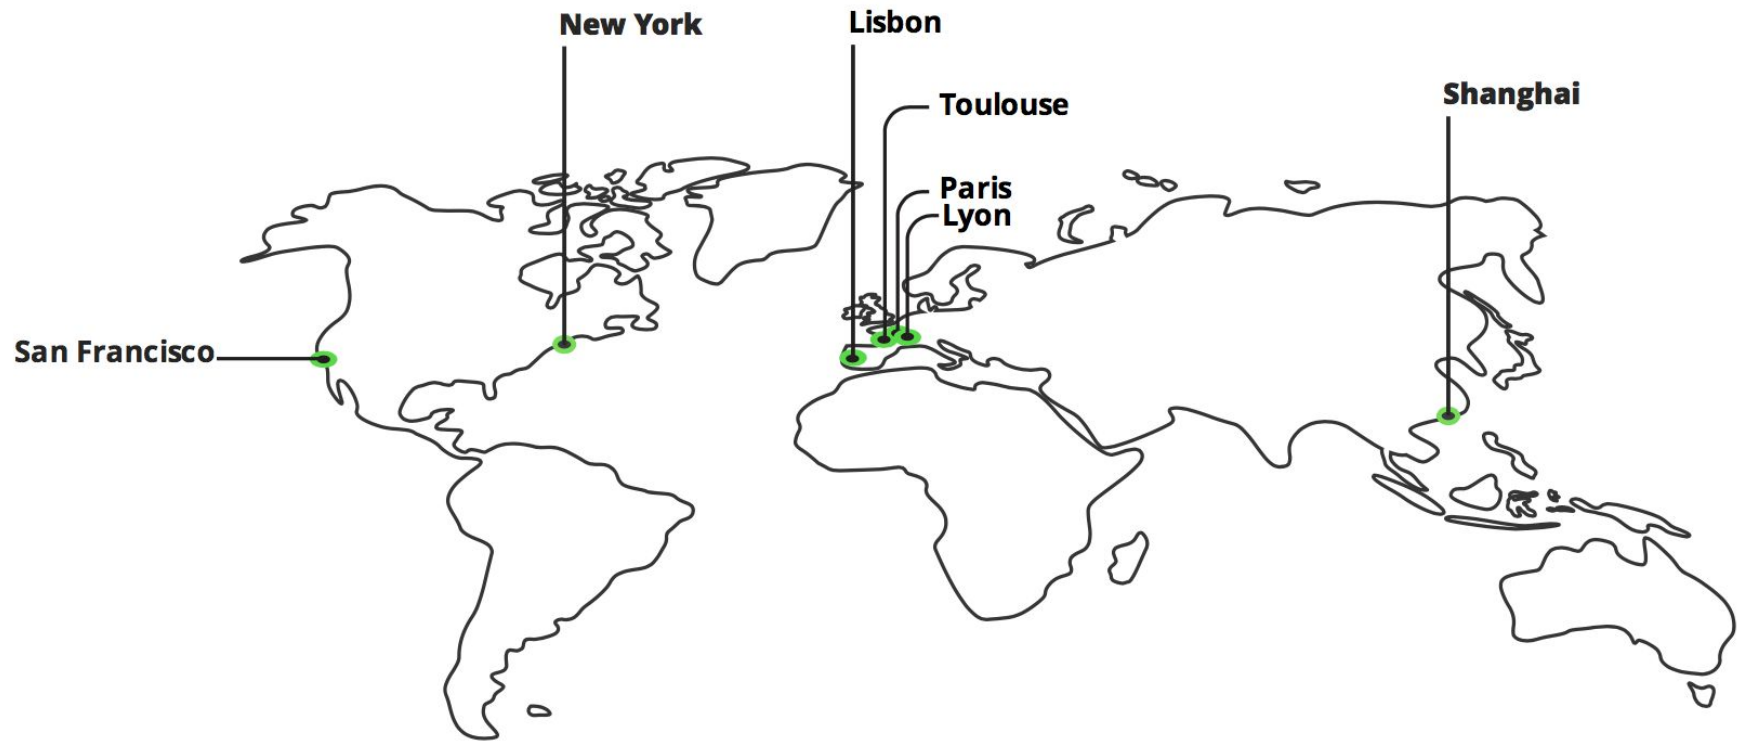 New York
Lisbon
Shanghai
Toulouse
Paris
Lyon
San Francisco